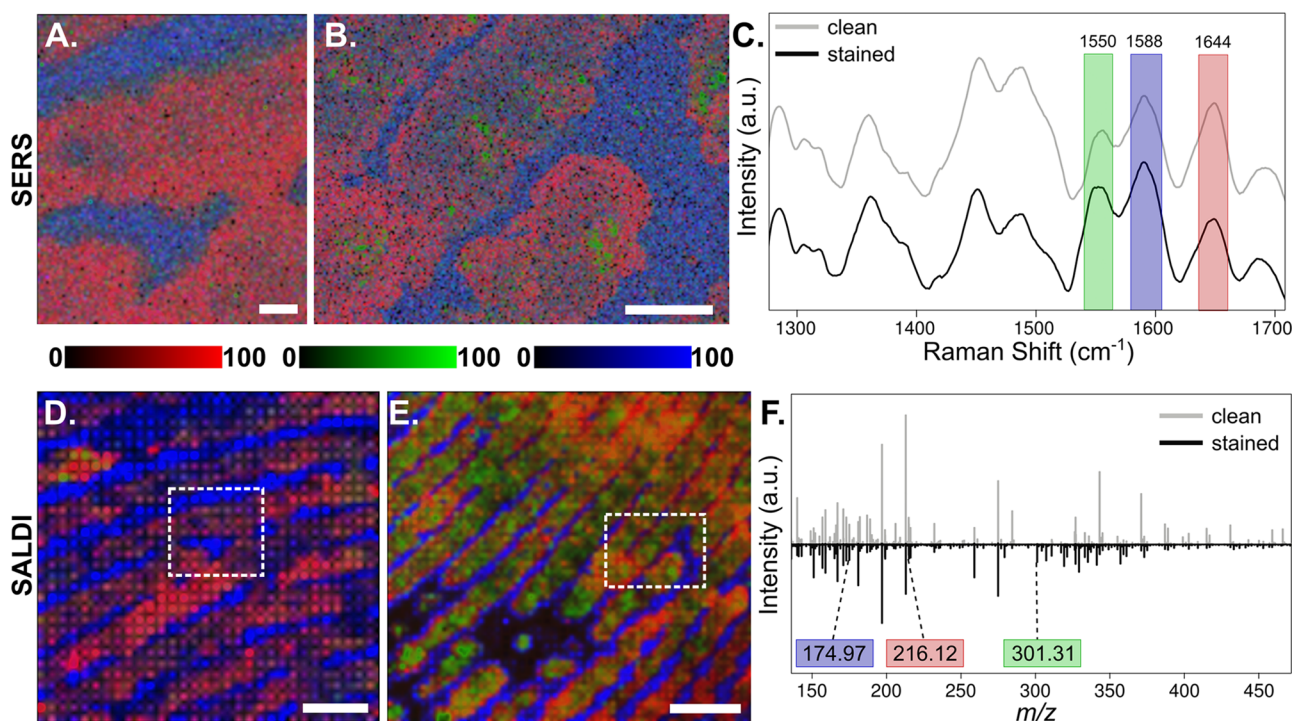 A.
B.
C.
clean
stained
1550
1588
1644
SERS
Intensity (a.u.)
1300
1400
1500
1600
1700
Raman Shift (cm⁻¹)
0
100
0
100
0
100
D.
E.
F.
clean
stained
SALDI
Intensity (a.u.)
174.97
216.12
301.31
150
200
250
300
350
400
450
m/z